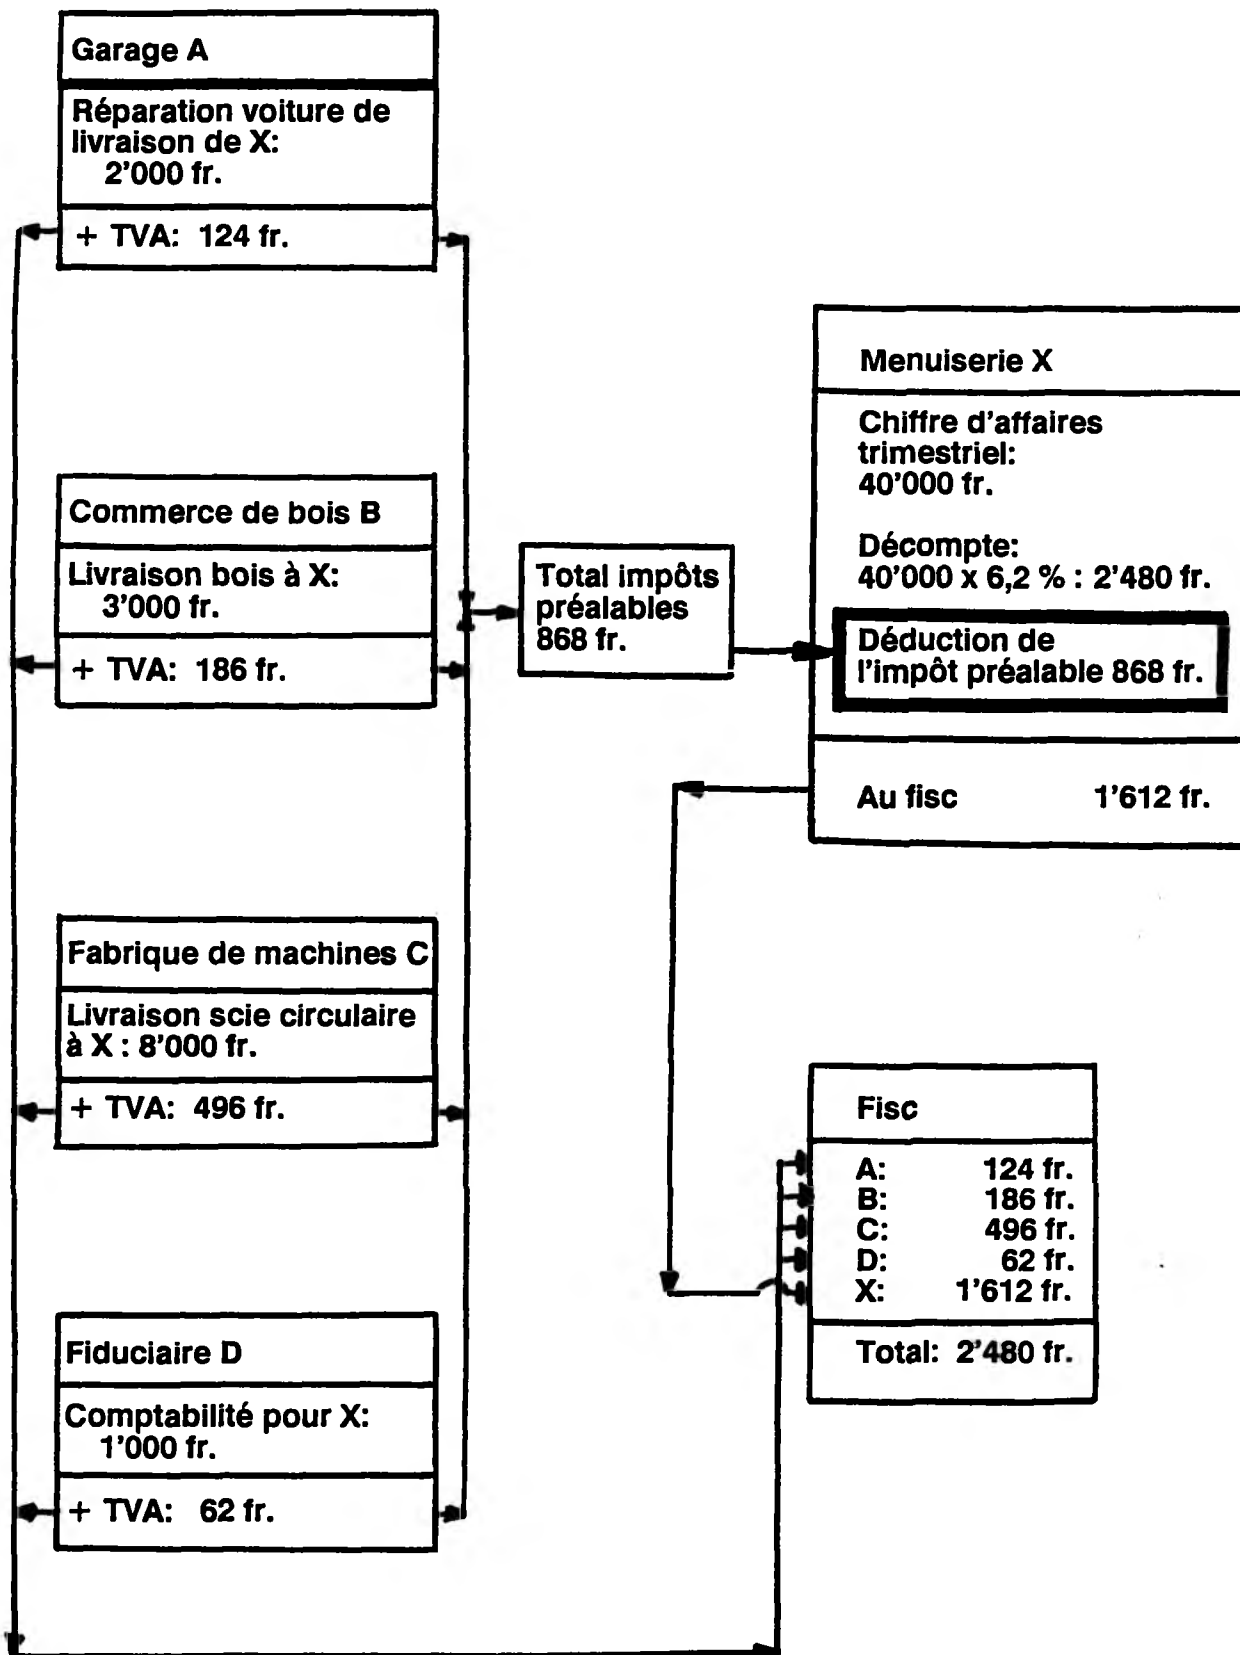 Garage A
Réparation voiture de
livraison de X:
2'000 fr.
+ TVA: 124 fr.
Commerce de bois B
Livraison bois à X:
3'000 fr.
+ TVA: 186 fr.
Fabrique de machines C
Livraison scie circulaire
à X : 8'000 fr.
+ TVA: 496 fr.
Fiduciaire D
Comptabilité pour X:
1'000 fr.
+ TVA: 62 fr.
Total impôts
préalables
868 fr.
Menuiserie X
Chiffre d'affaires
trimestriel:
40'000 fr.
Décompte:
40'000 x 6,2 % : 2'480 fr.
Déduction de
l'impôt préalable 868 fr.
Au fisc 1'612 fr.
Fisc
A: 124 fr.
B: 186 fr.
C: 496 fr.
D: 62 fr.
X: 1'612 fr.
Total: 2'480 fr.